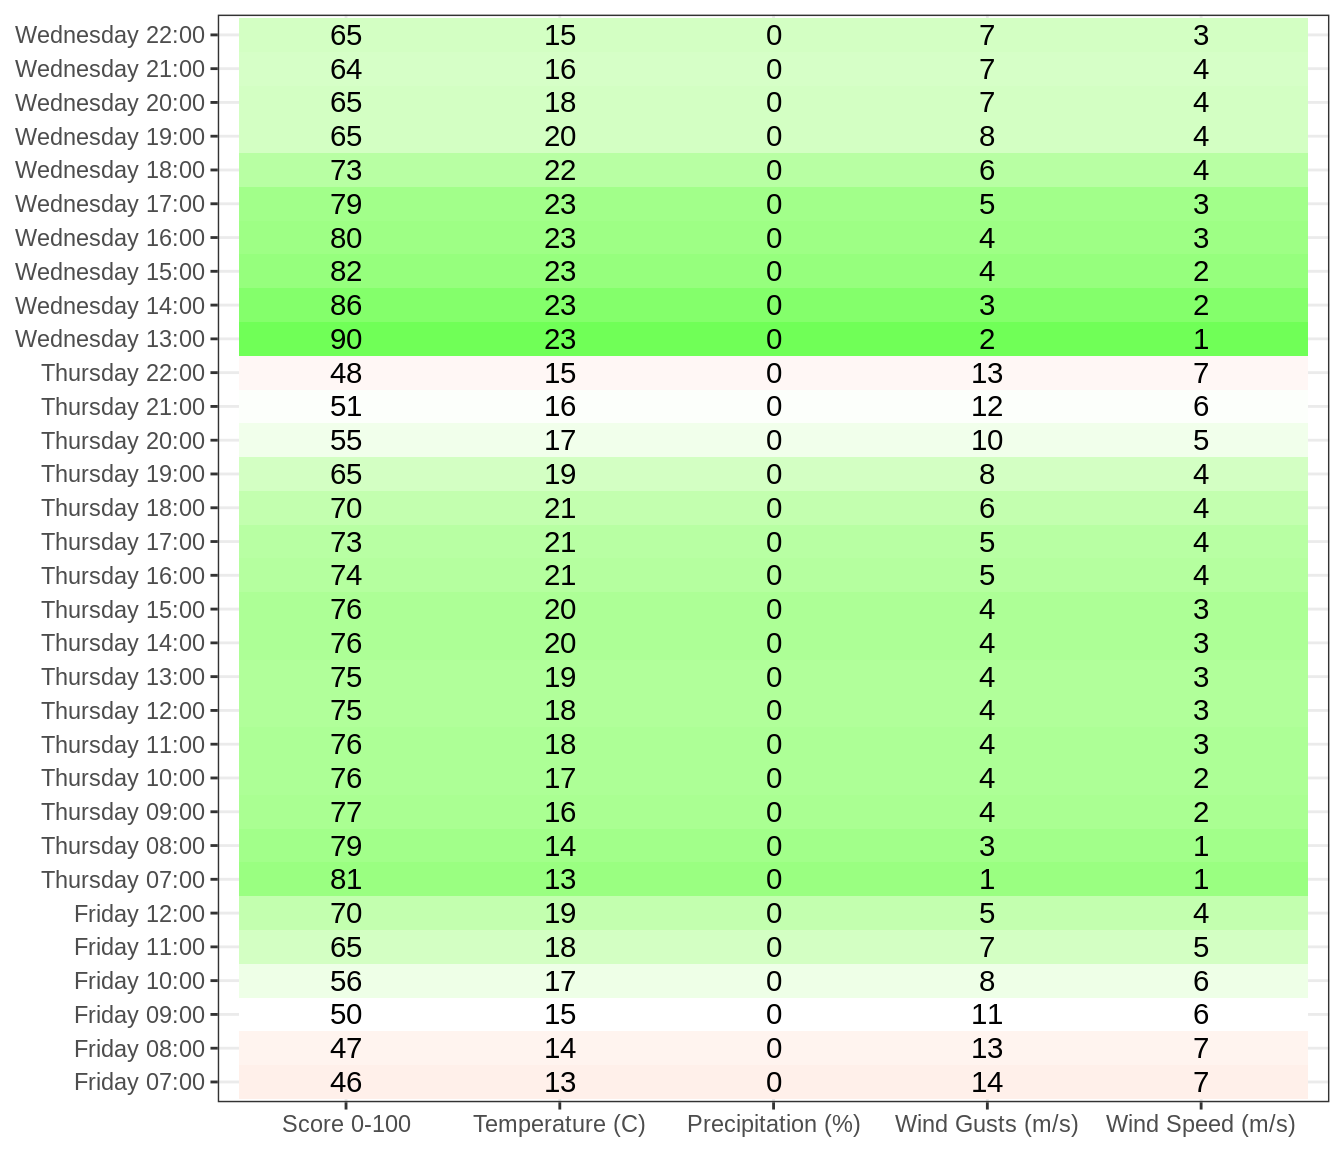 Wednesday 22:00 65 15 0 7 3
Wednesday 21:00 64 16 0 7 4
Wednesday 20:00 65 18 0 7 4
Wednesday 19:00 65 20 0 8 4
Wednesday 18:00 73 22 0 6 4
Wednesday 17:00 79 23 0 5 3
Wednesday 16:00 80 23 0 4 3
Wednesday 15:00 82 23 0 4 2
Wednesday 14:00 86 23 0 3 2
Wednesday 13:00 90 23 0 2 1
Thursday 22:00 48 15 0 13 7
Thursday 21:00 51 16 0 12 6
Thursday 20:00 55 17 0 10 5
Thursday 19:00 65 19 0 8 4
Thursday 18:00 70 21 0 6 4
Thursday 17:00 73 21 0 5 4
Thursday 16:00 74 21 0 5 4
Thursday 15:00 76 20 0 4 3
Thursday 14:00 76 20 0 4 3
Thursday 13:00 75 19 0 4 3
Thursday 12:00 75 18 0 4 3
Thursday 11:00 76 18 0 4 3
Thursday 10:00 76 17 0 4 2
Thursday 09:00 77 16 0 4 2
Thursday 08:00 79 14 0 3 1
Thursday 07:00 81 13 0 1 1
Friday 12:00 70 19 0 5 4
Friday 11:00 65 18 0 7 5
Friday 10:00 56 17 0 8 6
Friday 09:00 50 15 0 11 6
Friday 08:00 47 14 0 13 7
Friday 07:00 46 13 0 14 7
Score 0-100 Temperature (C) Precipitation (%) Wind Gusts (m/s) Wind Speed (m/s)